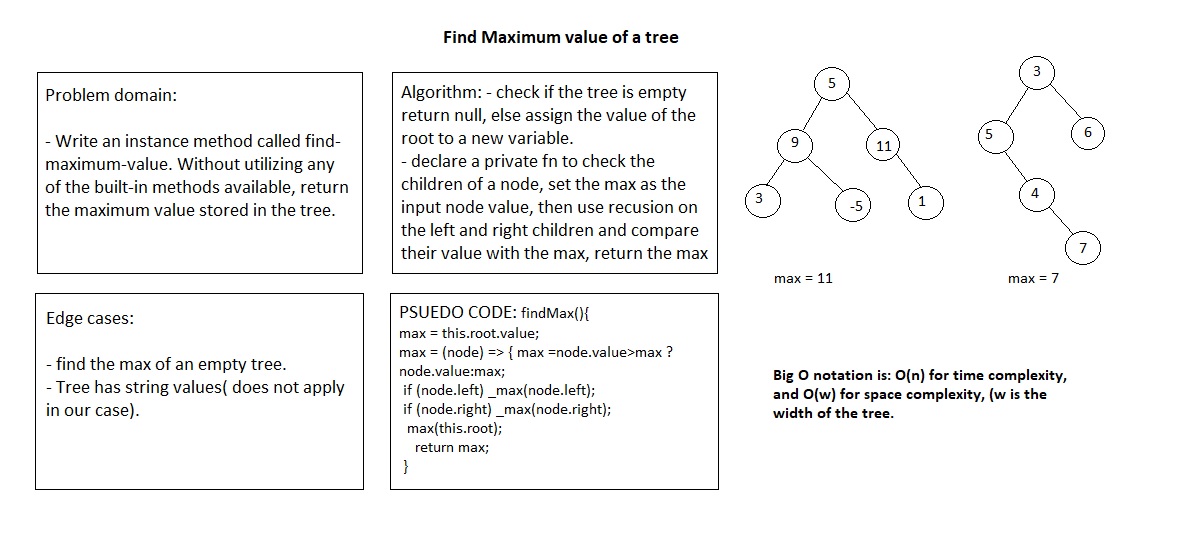 Find Maximum value of a tree
Problem domain:
- Write an instance method called find-
maximum-value. Without utilizing any
of the built-in methods available, return
the maximum value stored in the tree.
Algorithm: - check if the tree is empty
return null, else assign the value of the
root to a new variable.
- declare a private fn to check the
children of a node, set the max as the
input node value, then use recusion on
the left and right children and compare
their value with the max, return the max
5
9
11
3
-5
1
max = 11
3
5
6
4
7
max = 7
Edge cases:
- find the max of an empty tree.
- Tree has string values( does not apply
in our case).
PSUEDO CODE: findMax(){
max = this.root.value;
max = (node) => { max =node.value>max ?
node.value:max;
if (node.left) _max(node.left);
if (node.right) _max(node.right);
max(this.root);
return max;
}
Big O notation is: O(n) for time complexity,
and O(w) for space complexity, (w is the
width of the tree.